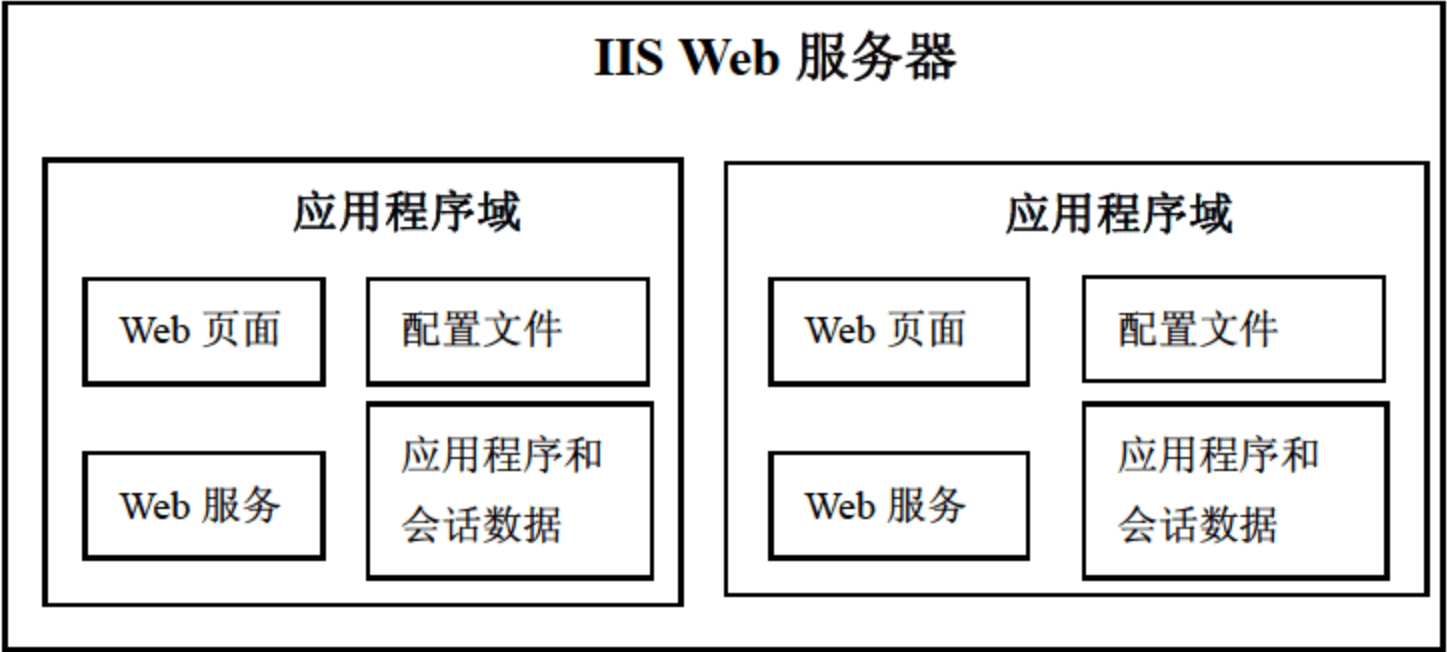 IIS Web 服务器
应用程序域
Web 页面
配置文件
Web 服务
应用程序和
会话数据
应用程序域
Web 页面
配置文件
Web 服务
应用程序和
会话数据